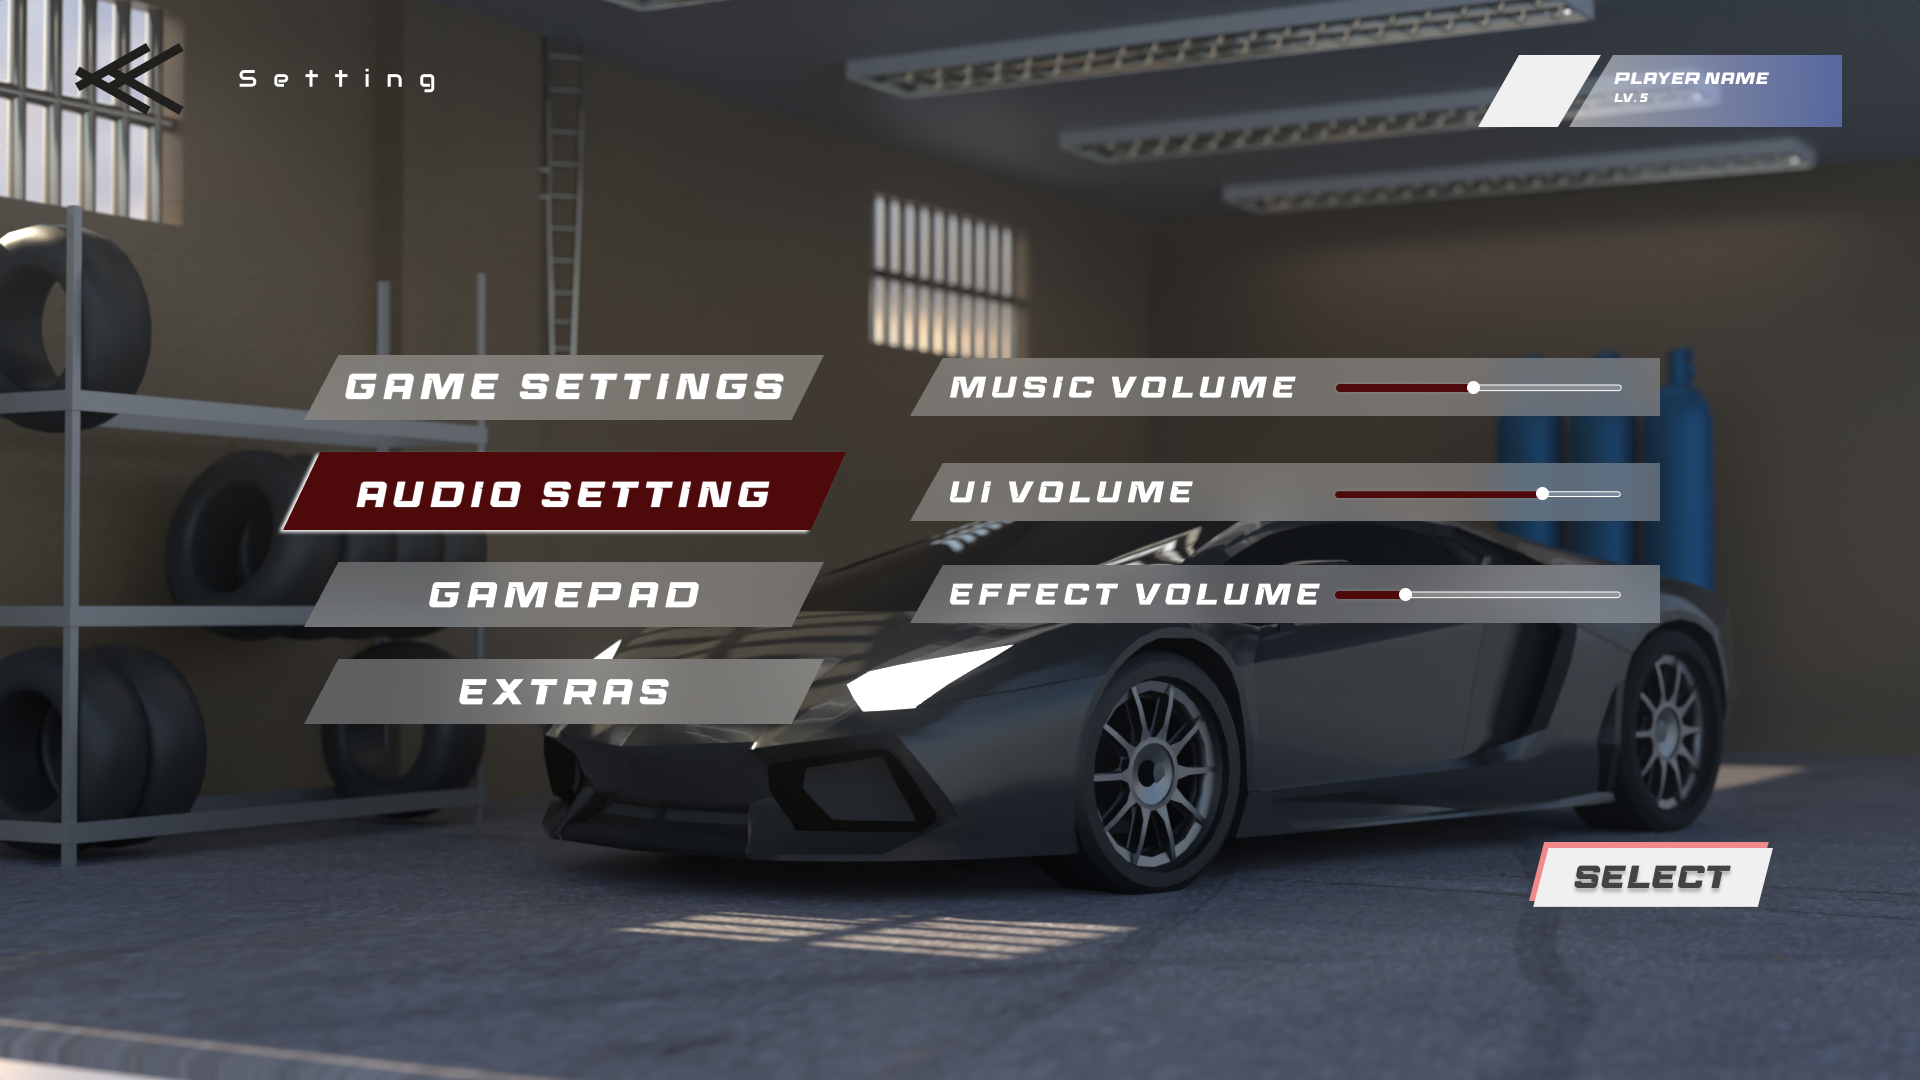 Setting
PLAYER NAME
LV.5
GAME SETTINGS
AUDIO SETTING
GAMEPAD
EXTRAS
MUSIC VOLUME
Ui VOLUME
EFFECT VOLUME
SELECT